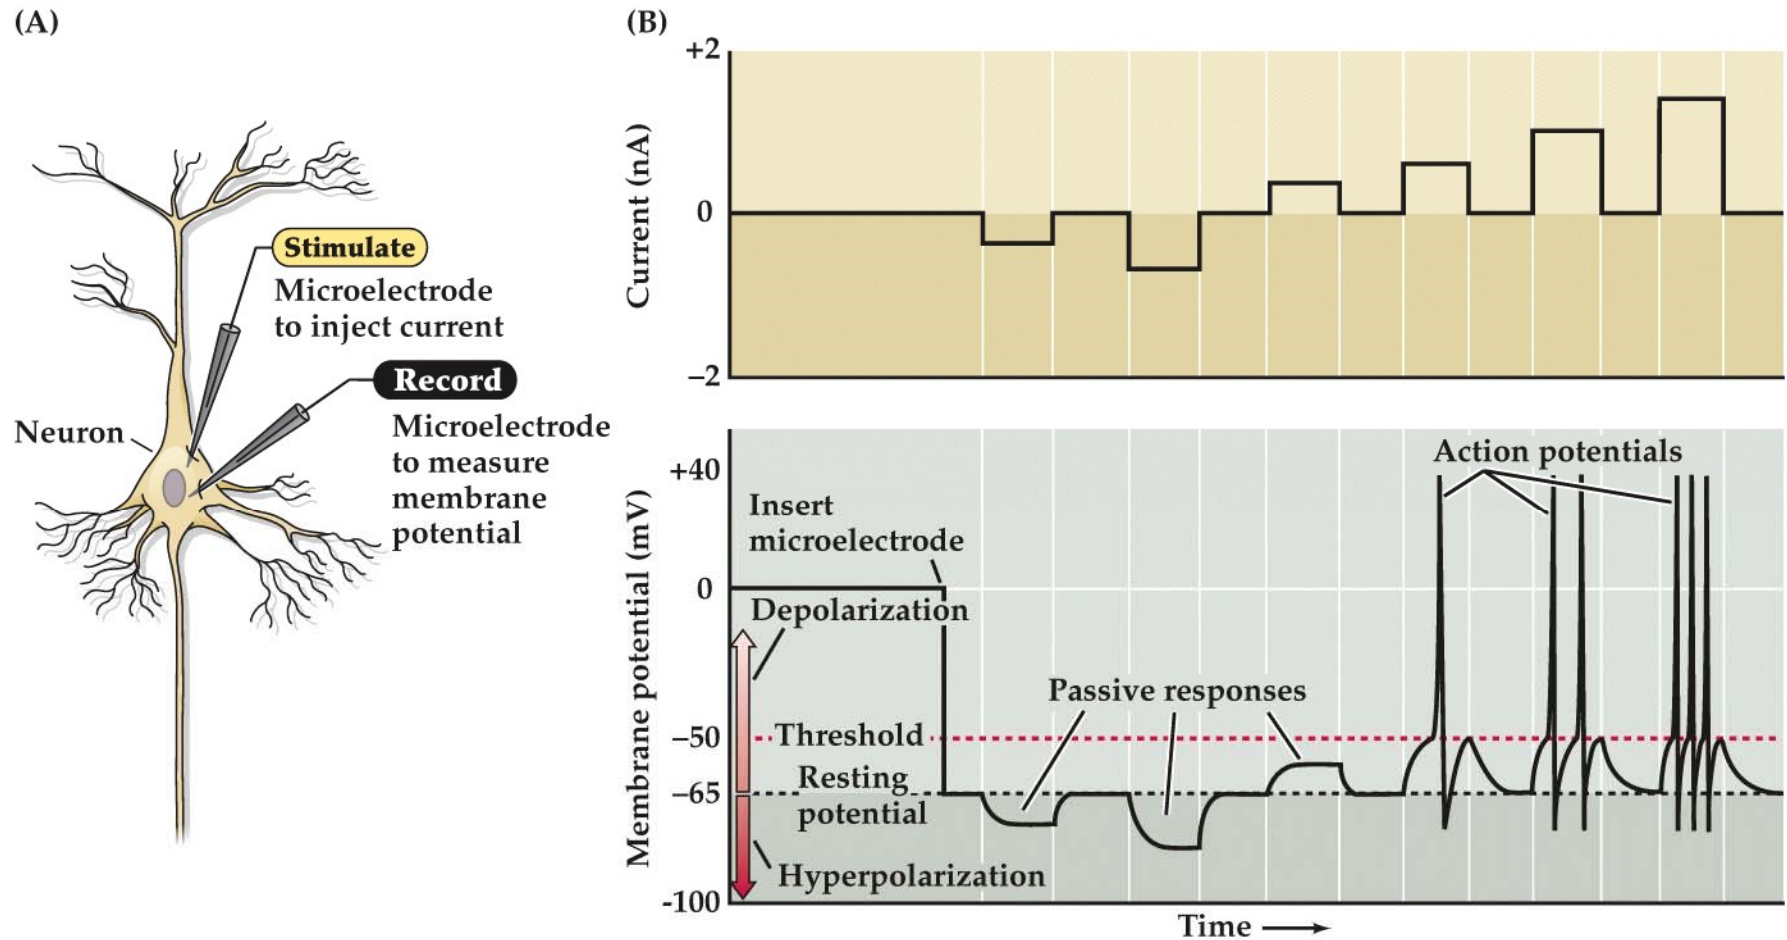 (A)
Stimulate
Microelectrode
to inject current
Record
Microelectrode
to measure
membrane
potential
Neuron
(B)
Current (nA)
+2
0
−2
Membrane potential (mV)
+40
0
−50
−65
-100
Insert
microelectrode
Depolarization
Threshold
Resting
potential
Hyperpolarization
Passive responses
Action potentials
Time